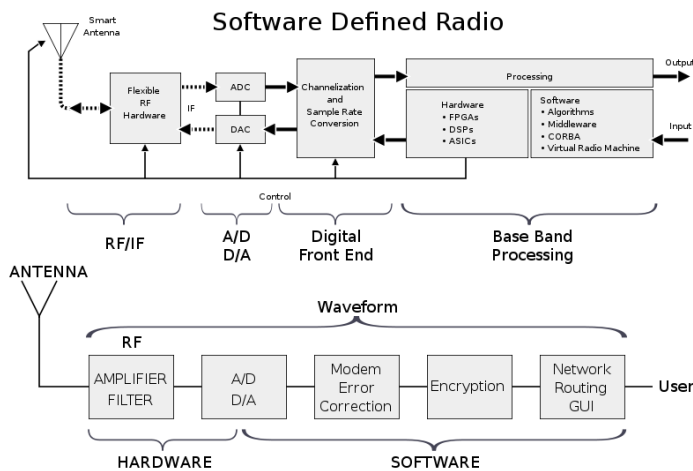 Software Defined Radio
Smart
Antenna
Flexible
RF
Hardware
IF
ADC
DAC
Channelization
and
Sample Rate
Conversion
Processing
Hardware
• FPGAs
• DSPs
• ASICs
Software
• Algorithms
• Middleware
• CORBA
• Virtual Radio Machine
Output
Input
Control
RF/IF
A/D
D/A
Digital
Front End
Base Band
Processing
ANTENNA
Waveform
RF
AMPLIFIER
FILTER
A/D
D/A
Modem
Error
Correction
Encryption
Network
Routing
GUI
User
HARDWARE
SOFTWARE